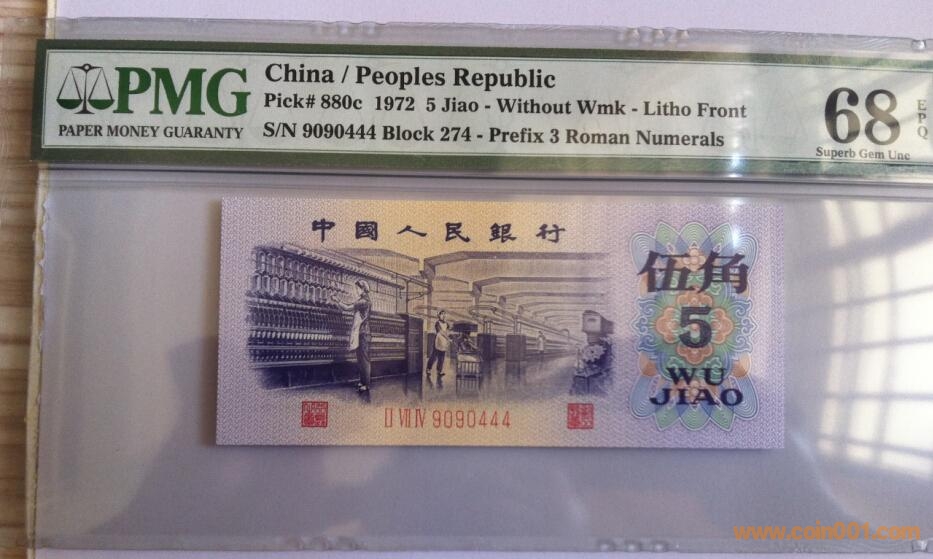 PMG
PAPER MONEY GUARANTY
China / Peoples Republic
Pick# 880c 1972 5 Jiao - Without Wmk - Litho Front
S/N 9090444 Block 274 - Prefix 3 Roman Numerals
68
EPQ
Superb Gem Unc
中國人民銀行
伍角
5
WU
JIAO
II VII IV 9090444
www.coin001.com